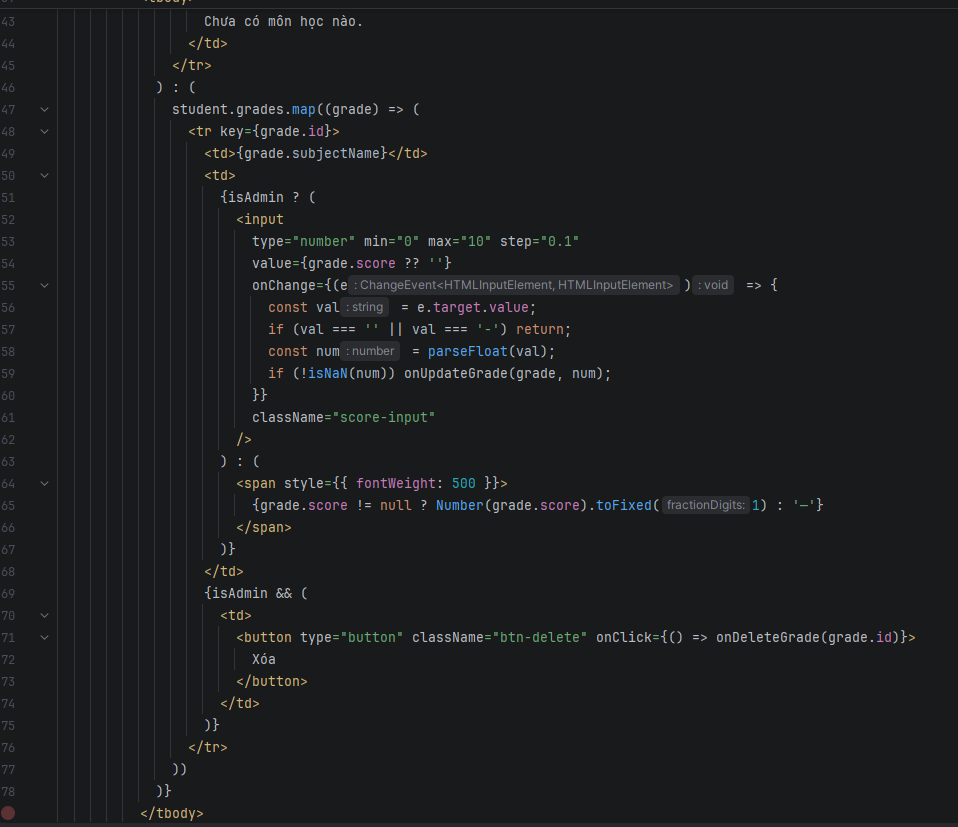 <tbody>
43 Chưa có môn học nào.
44 </td>
45 </tr>
46 ) : (
47 student.grades.map((grade) => (
48 <tr key={grade.id}>
49 <td>{grade.subjectName}</td>
50 <td>
51 {isAdmin ? (
52 <input
53 type="number" min="0" max="10" step="0.1"
54 value={grade.score ?? ''}
55 onChange={(e : ChangeEvent<HTMLInputElement, HTMLInputElement> ) : void => {
56 const val : string = e.target.value;
57 if (val === '' || val === '-') return;
58 const num : number = parseFloat(val);
59 if (!isNaN(num)) onUpdateGrade(grade, num);
60 }}
61 className="score-input"
62 />
63 ) : (
64 <span style={{ fontWeight: 500 }}>
65 {grade.score != null ? Number(grade.score).toFixed( fractionDigits: 1) : '—'}
66 </span>
67 )}
68 </td>
69 {isAdmin && (
70 <td>
71 <button type="button" className="btn-delete" onClick={() => onDeleteGrade(grade.id)}>
72 Xóa
73 </button>
74 </td>
75 )}
76 </tr>
77 ))
78 )}
</tbody>